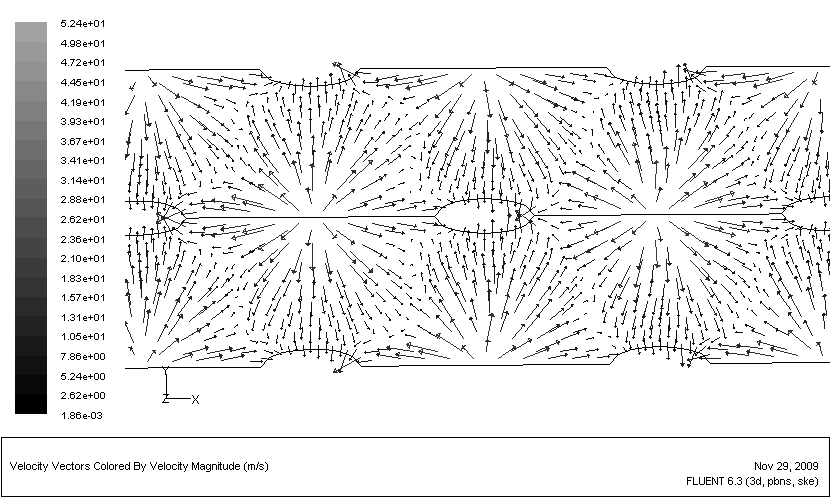 5.24e+01
4.98e+01
4.72e+01
4.45e+01
4.19e+01
3.93e+01
3.67e+01
3.41e+01
3.14e+01
2.88e+01
2.62e+01
2.36e+01
2.10e+01
1.83e+01
1.57e+01
1.31e+01
1.05e+01
7.86e+00
5.24e+00
2.62e+00
1.86e-03
Y
Z X
Velocity Vectors Colored By Velocity Magnitude (m/s)
Nov 29, 2009
FLUENT 6.3 (3d, pbns, ske)